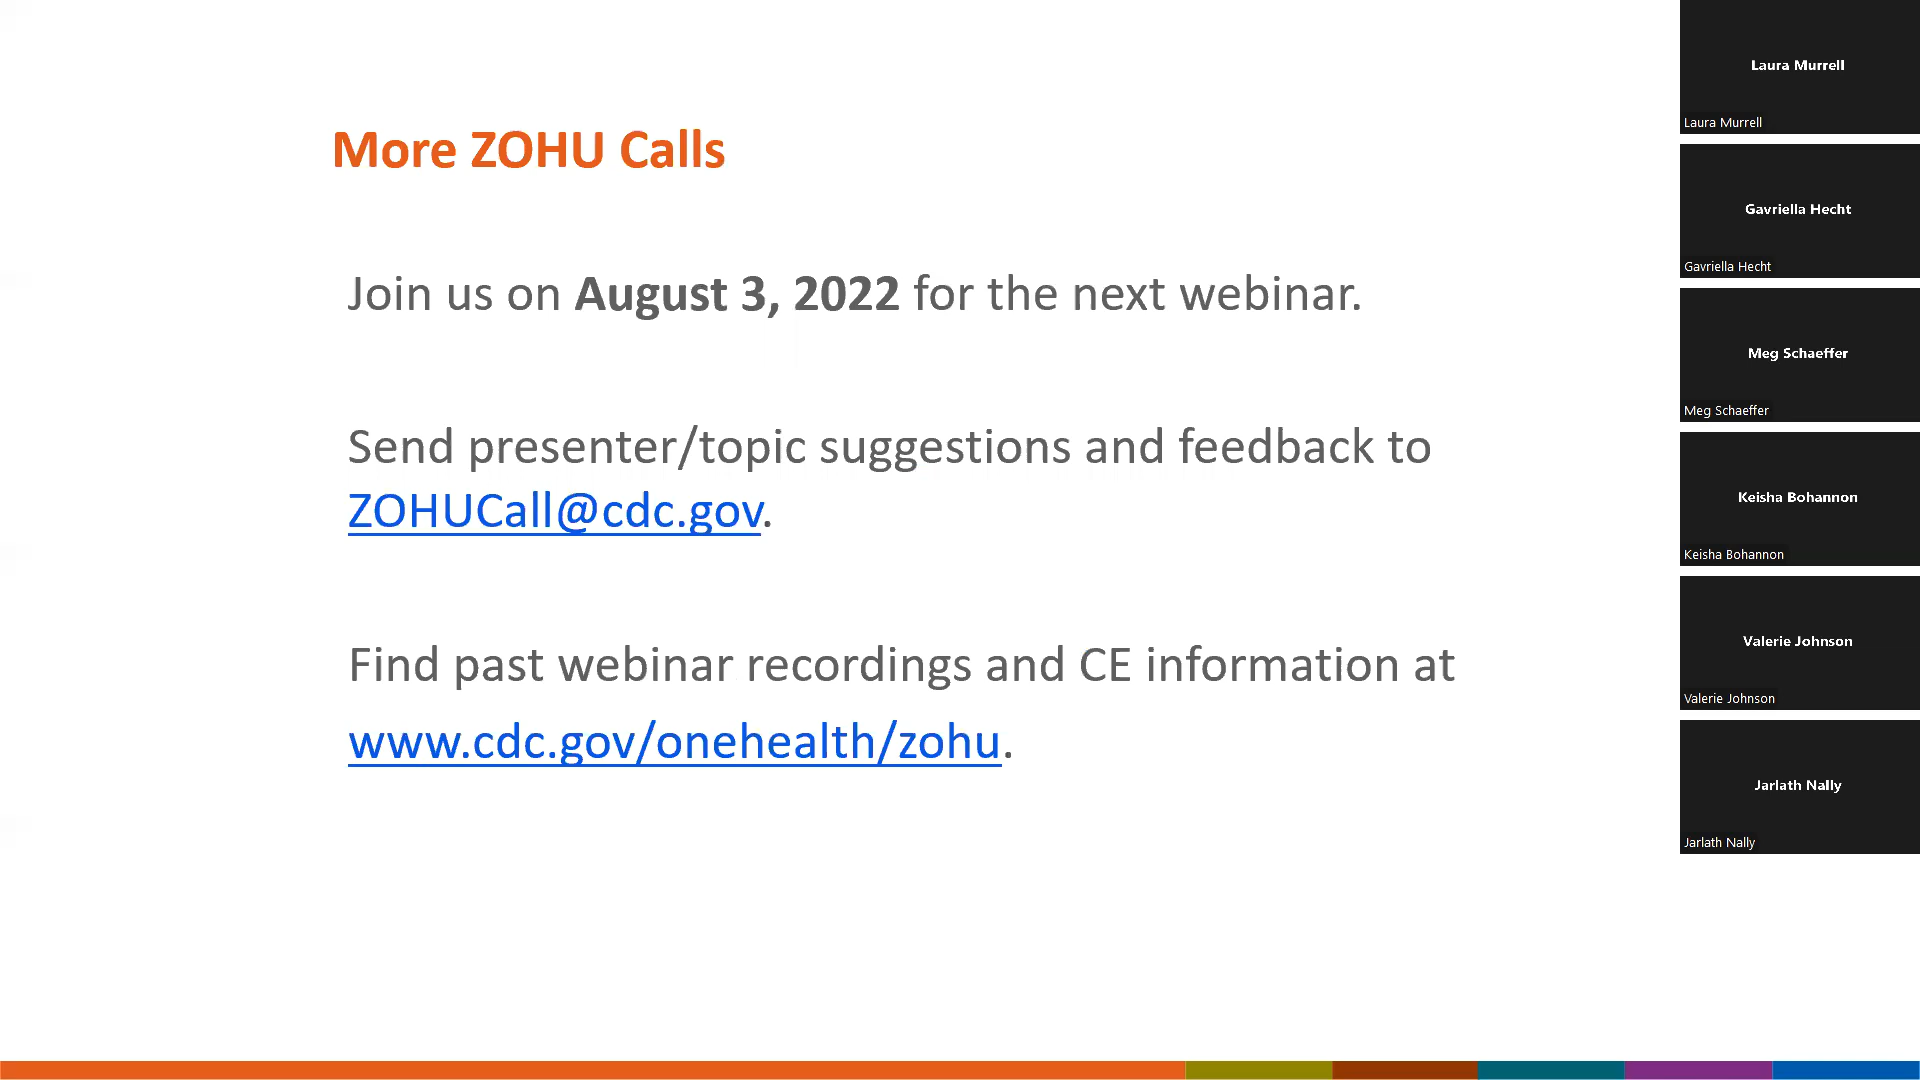 More ZOHU Calls
Join us on August 3, 2022 for the next webinar.
Send presenter/topic suggestions and feedback to
ZOHUCall@cdc.gov.
Find past webinar recordings and CE information at
www.cdc.gov/onehealth/zohu.
Laura Murrell
Laura Murrell
Gavriella Hecht
Gavriella Hecht
Meg Schaeffer
Meg Schaeffer
Keisha Bohannon
Keisha Bohannon
Valerie Johnson
Valerie Johnson
Jarlath Nally
Jarlath Nally